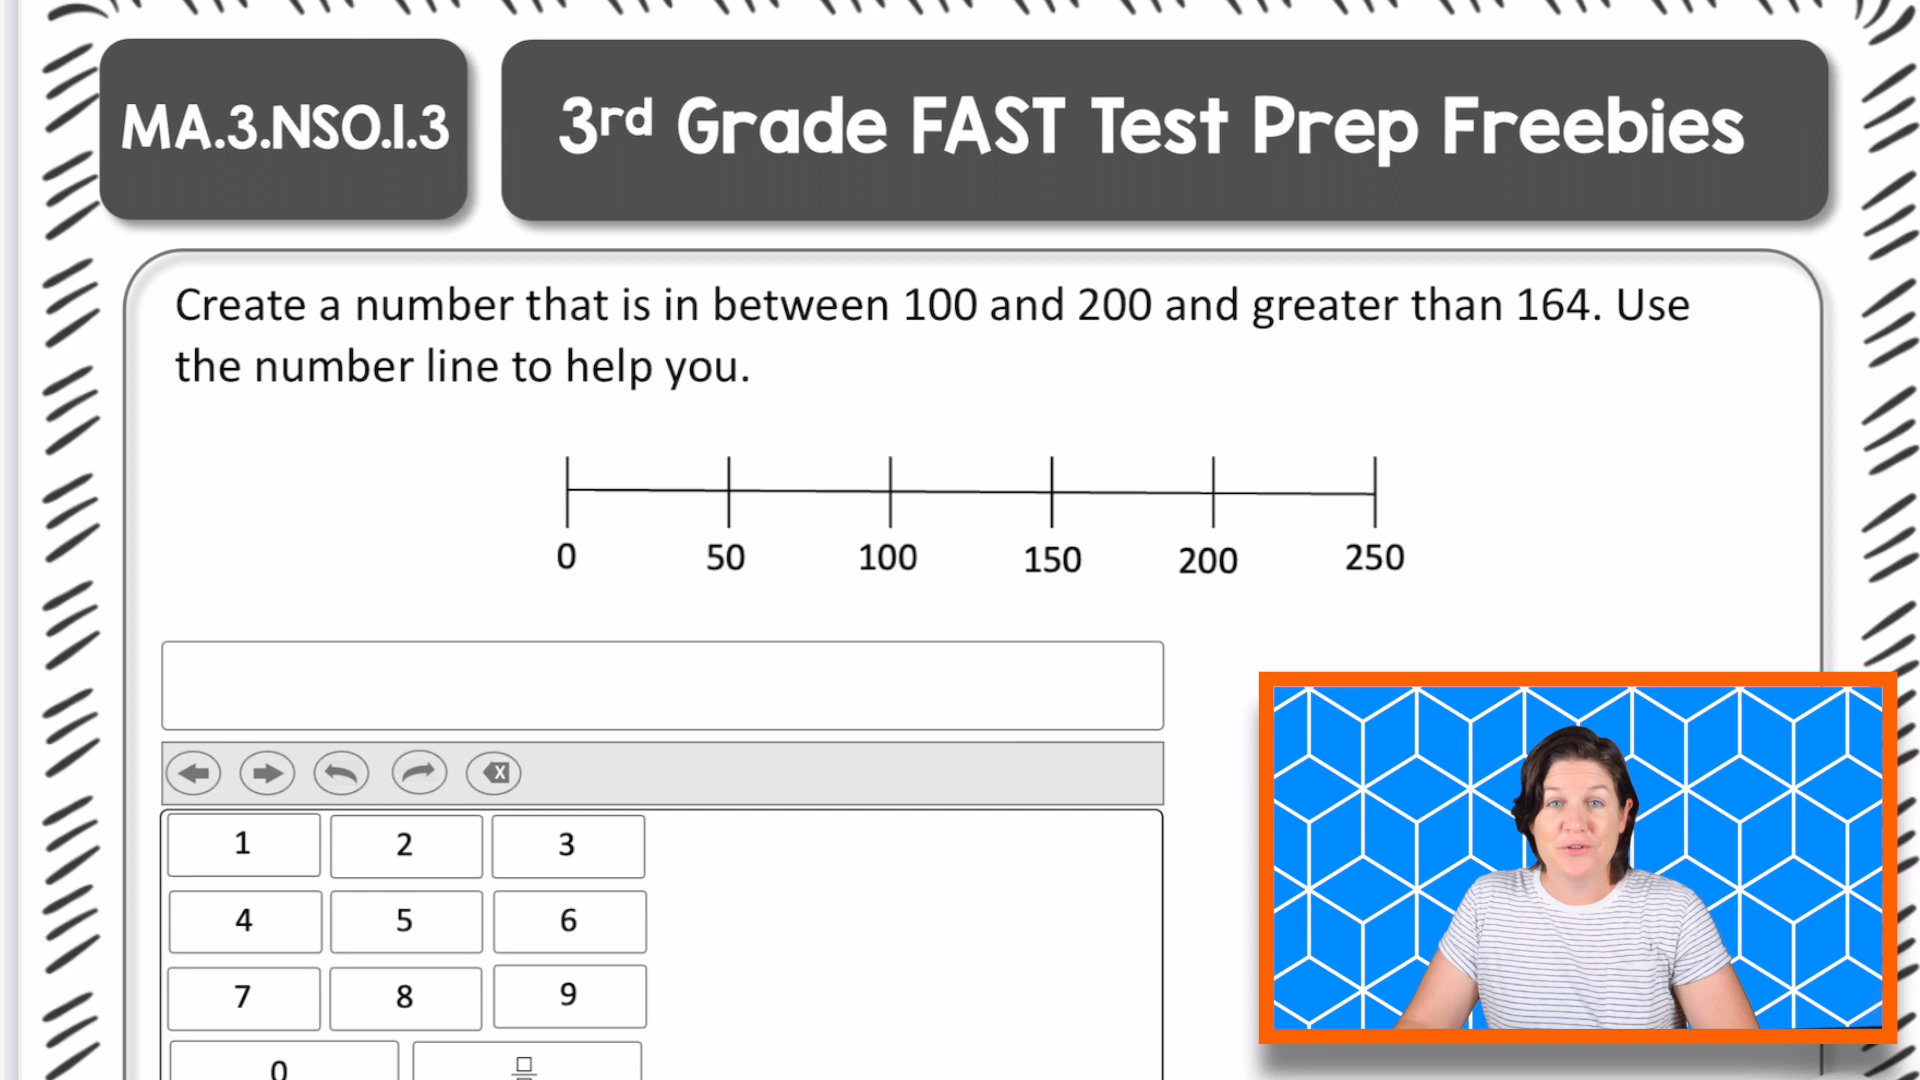 MA.3.NSO.1.3
3rd Grade FAST Test Prep Freebies
Create a number that is in between 100 and 200 and greater than 164. Use
the number line to help you.
0 50 100 150 200 250
X
1 2 3
4 5 6
7 8 9
0